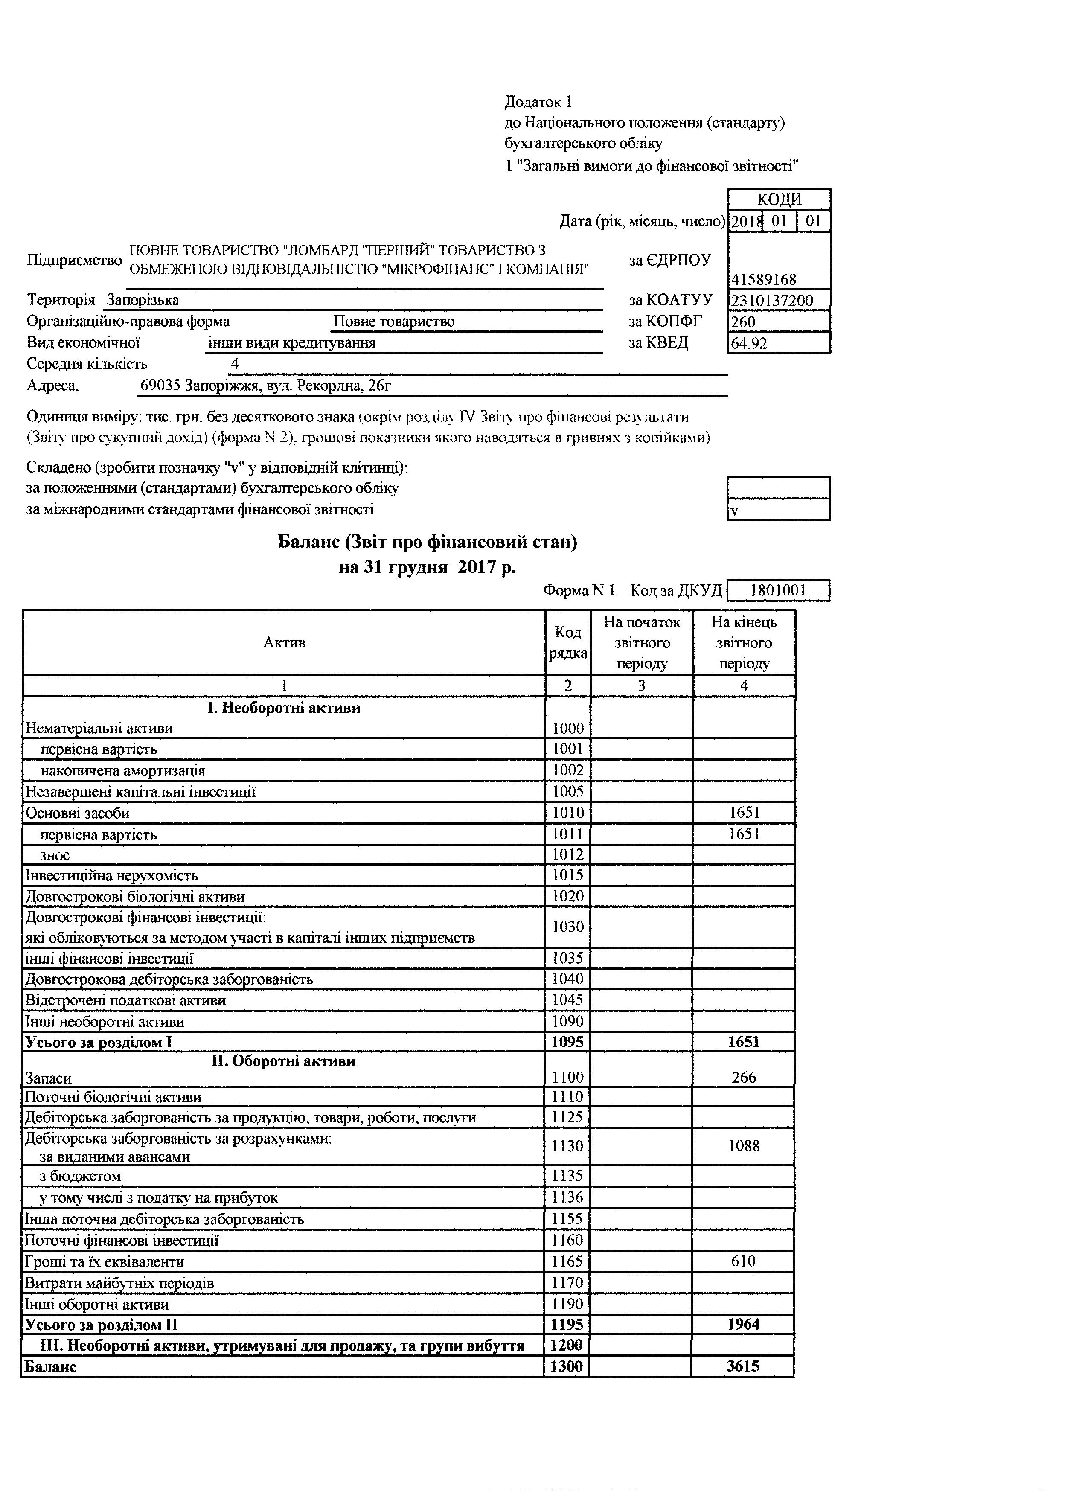 Додаток 1
до Національного положення (стандарту)
бухгалтерського обліку
1 "Загальні вимоги до фінансової звітності"
КОДИ
Дата (рік, місяць, число) 2018 01 01
Підприємство ПОВНЕ ТОВАРИСТВО "ЛОМБАРД "ПЕРШИЙ" ТОВАРИСТВО З
ОБМЕЖЕНОЮ ВІДПОВІДАЛЬНІСТЮ "МІКРОФІНАНС" І КОМПАНІЯ" за ЄДРПОУ 41589168
Територія Запорізька за КОАТУУ 2310137200
Організаційно-правова форма Повне товариство за КОПФГ 260
Вид економічної інши види кредитування за КВЕД 64.92
Середня кількість 4
Адреса, 69035 Запоріжжя, вул. Рекордна, 26г
Одиниця виміру: тис. грн. без десяткового знака (окрім розділу IV Звіту про фінансові результати
(Звіту про сукупний дохід) (форма N 2), грошові показники якого наводяться в гривнях з копійками)
Складено (зробити позначку "v" у відповідній клітинці):
за положеннями (стандартами) бухгалтерського обліку
за міжнародними стандартами фінансової звітності v
Баланс (Звіт про фінансовий стан)
на 31 грудня 2017 р.
Форма N 1 Код за ДКУД 1801001
Актив Код рядка На початок звітного періоду На кінець звітного періоду
1 2 3 4
I. Необоротні активи
Нематеріальні активи 1000
первісна вартість 1001
накопичена амортизація 1002
Незавершені капітальні інвестиції 1005
Основні засоби 1010 1651
первісна вартість 1011 1651
знос 1012
Інвестиційна нерухомість 1015
Довгострокові біологічні активи 1020
Довгострокові фінансові інвестиції:
які обліковуються за методом участі в капіталі інших підприємств 1030
інші фінансові інвестиції 1035
Довгострокова дебіторська заборгованість 1040
Відстрочені податкові активи 1045
Інші необоротні активи 1090
Усього за розділом I 1095 1651
II. Оборотні активи
Запаси 1100 266
Поточні біологічні активи 1110
Дебіторська заборгованість за продукцію, товари, роботи, послуги 1125
Дебіторська заборгованість за розрахунками:
за виданими авансами 1130 1088
з бюджетом 1135
у тому числі з податку на прибуток 1136
Інша поточна дебіторська заборгованість 1155
Поточні фінансові інвестиції 1160
Гроші та їх еквіваленти 1165 610
Витрати майбутніх періодів 1170
Інші оборотні активи 1190
Усього за розділом II 1195 1964
III. Необоротні активи, утримувані для продажу, та групи вибуття 1200
Баланс 1300 3615